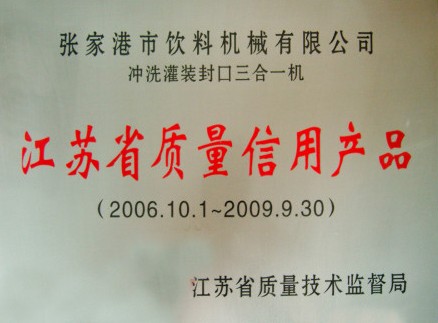 张家港市饮料机械有限公司
冲洗灌装封口三合一机
江苏省质量信用产品
(2006.10.1~2009.9.30)
江苏省质量技术监督局